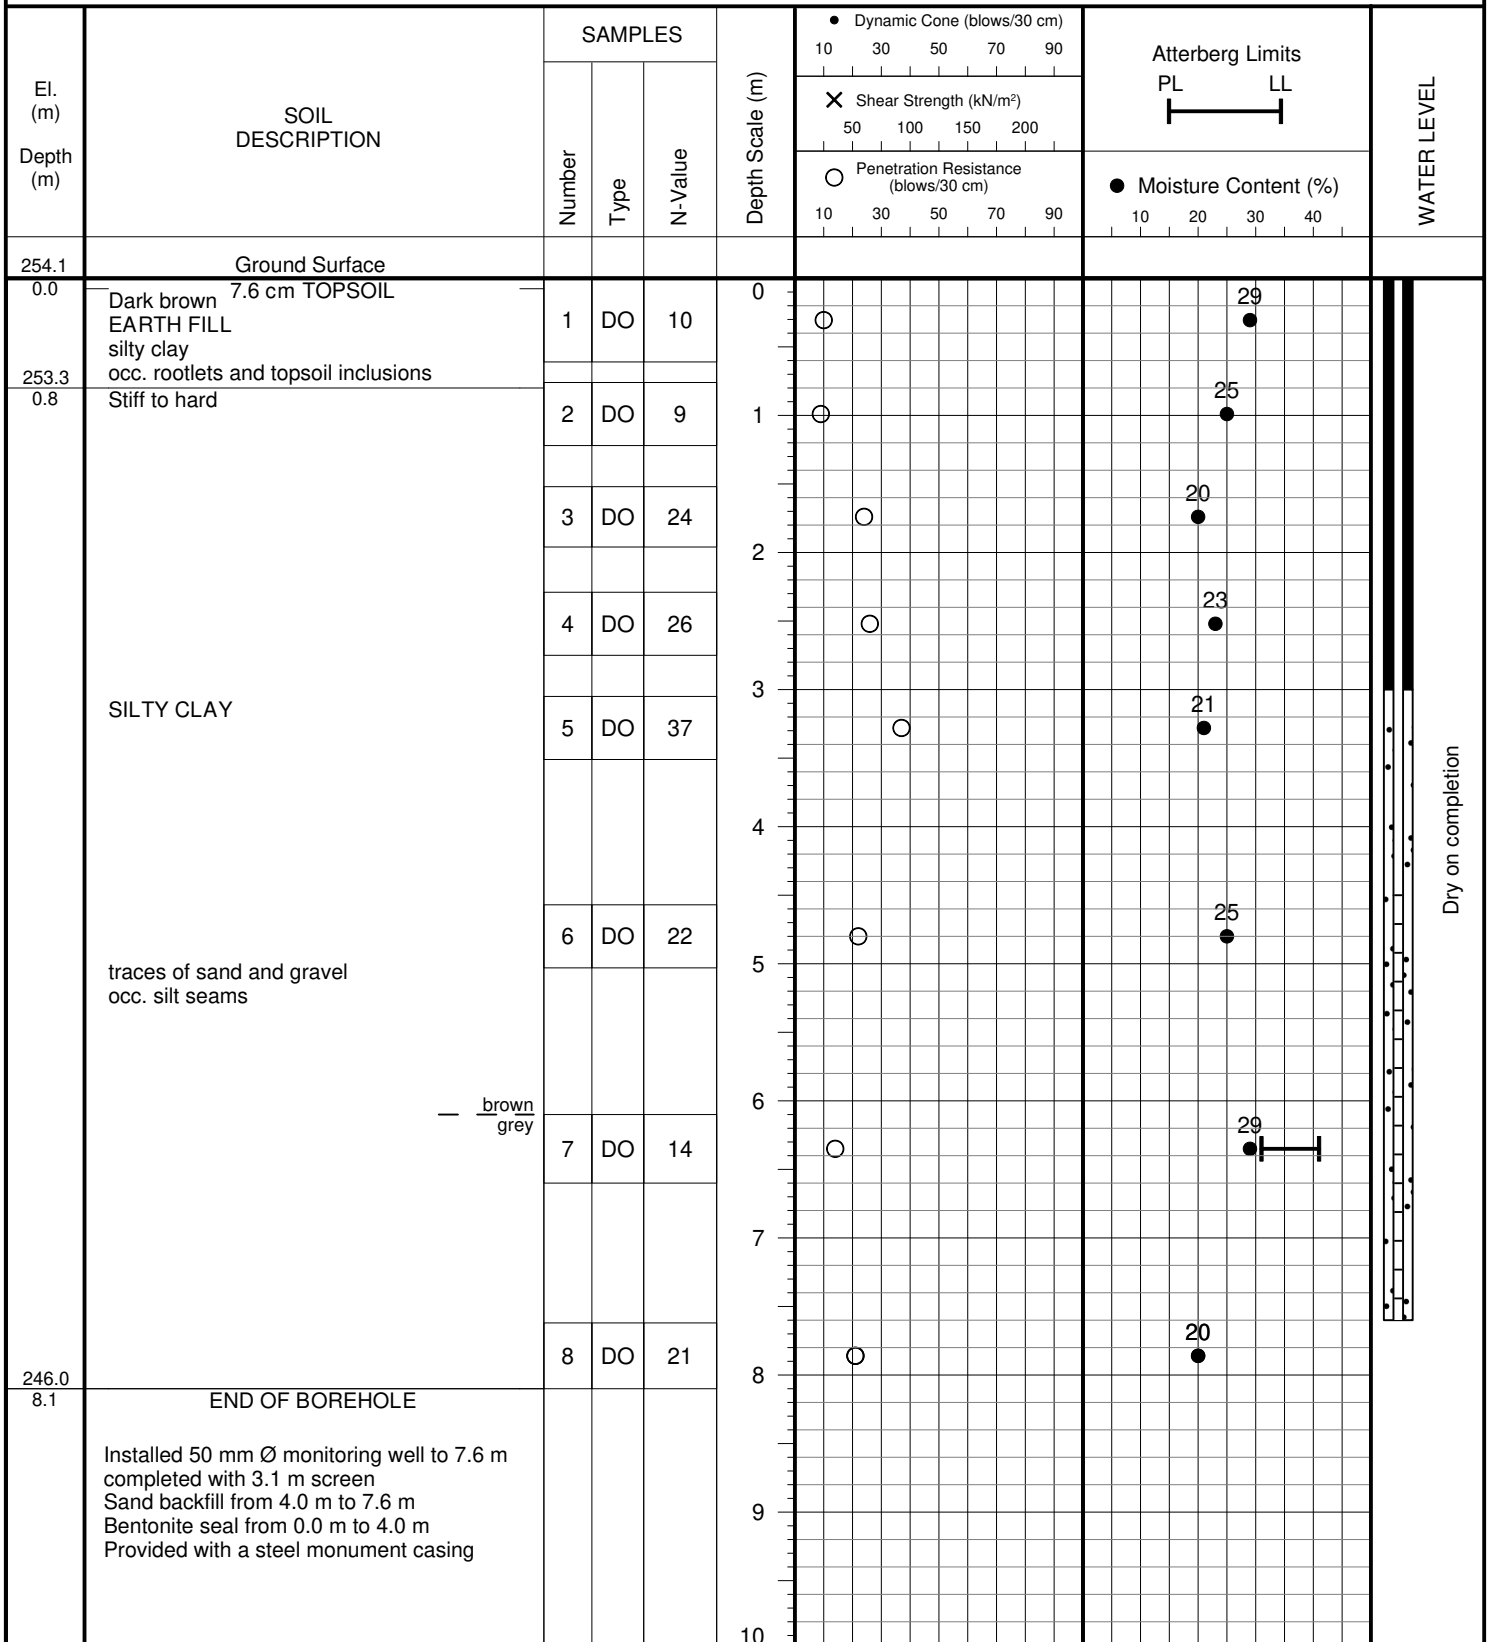 El.
(m)
Depth
(m)
SOIL
DESCRIPTION
SAMPLES
Number
Type
N-Value
Depth Scale (m)
Dynamic Cone (blows/30 cm)
10 30 50 70 90
Shear Strength (kN/m²)
50 100 150 200
Penetration Resistance
(blows/30 cm)
10 30 50 70 90
Atterberg Limits
PL LL
Moisture Content (%)
10 20 30 40
WATER LEVEL
254.1
Ground Surface
0.0
7.6 cm TOPSOIL
Dark brown
EARTH FILL
silty clay
occ. rootlets and topsoil inclusions
1 DO 10
0
29
253.3
0.8
Stiff to hard
2 DO 9
1
25
3 DO 24
20
2
4 DO 26
23
3
SILTY CLAY
5 DO 37
21
4
Dry on completion
6 DO 22
25
traces of sand and gravel
occ. silt seams
5
brown
grey
6
7 DO 14
29
7
8 DO 21
20
246.0
8
8.1
END OF BOREHOLE
Installed 50 mm Ø monitoring well to 7.6 m
completed with 3.1 m screen
Sand backfill from 4.0 m to 7.6 m
Bentonite seal from 0.0 m to 4.0 m
Provided with a steel monument casing
9
10